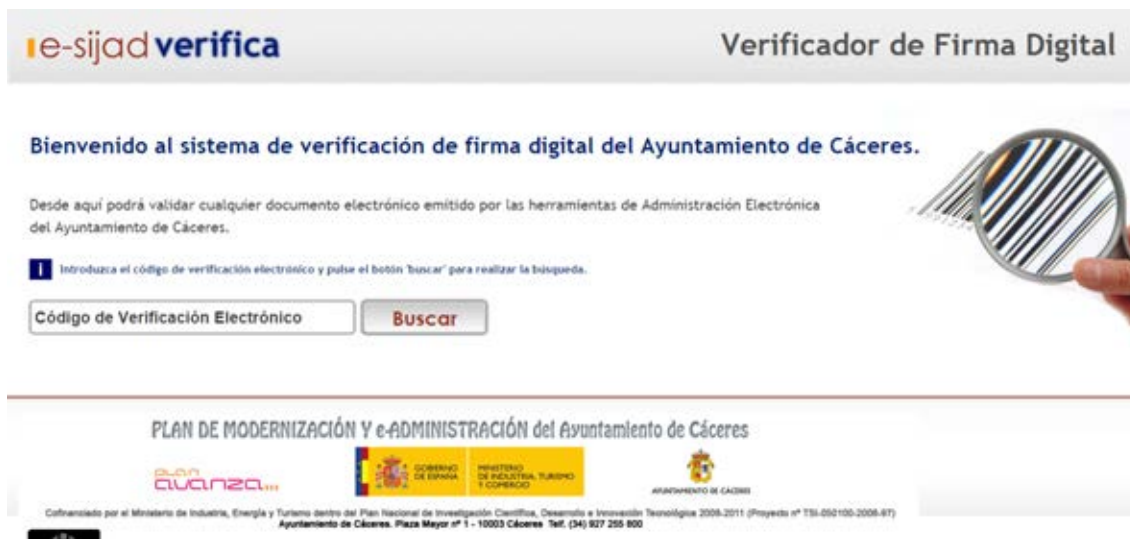 e-sijad verifica
Verificador de Firma Digital
Bienvenido al sistema de verificación de firma digital del Ayuntamiento de Cáceres.
Desde aquí podrá validar cualquier documento electrónico emitido por las herramientas de Administración Electrónica
del Ayuntamiento de Cáceres.
i Introduzca el código de verificación electrónico y pulse el botón 'buscar' para realizar la búsqueda.
Código de Verificación Electrónico
Buscar
PLAN DE MODERNIZACIÓN Y e-ADMINISTRACIÓN del Ayuntamiento de Cáceres
PLAN
avanza...
GOBIERNO
DE ESPAÑA
MINISTERIO
DE INDUSTRIA, TURISMO
Y COMERCIO
AYUNTAMIENTO DE CÁCERES
Cofinanciado por el Ministerio de Industria, Energía y Turismo dentro del Plan Nacional de Investigación Científica, Desarrollo e Innovación Tecnológica 2008-2011 (Proyecto nº TSI-050100-2008-97)
Ayuntamiento de Cáceres. Plaza Mayor nº 1 - 10003 Cáceres Telf. (34) 927 255 800